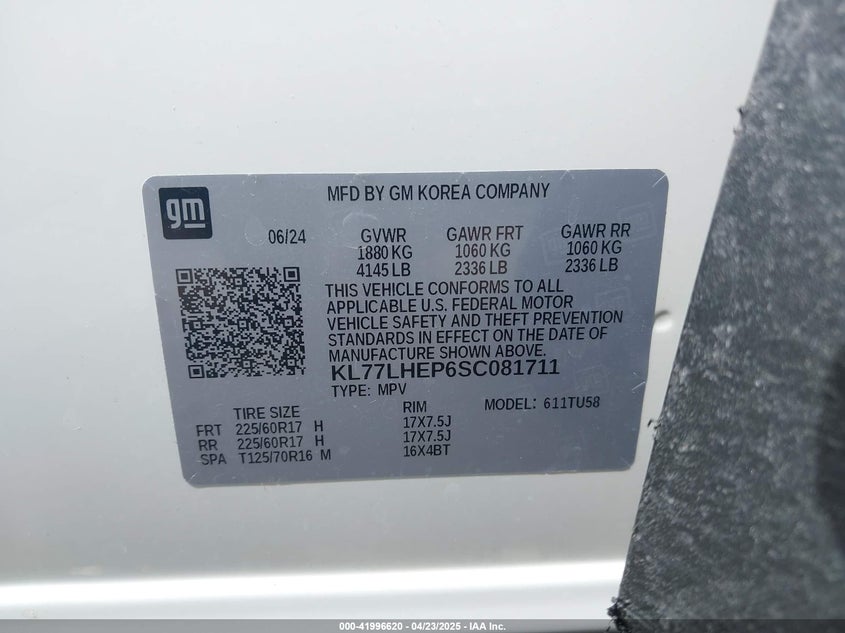 gm
MFD BY GM KOREA COMPANY
06/24 GVWR GAWR FRT GAWR RR
1880 KG 1060 KG 1060 KG
4145 LB 2336 LB 2336 LB
THIS VEHICLE CONFORMS TO ALL
APPLICABLE U.S. FEDERAL MOTOR
VEHICLE SAFETY AND THEFT PREVENTION
STANDARDS IN EFFECT ON THE DATE OF
MANUFACTURE SHOWN ABOVE.
KL77LHEP6SC081711
TYPE: MPV
TIRE SIZE RIM MODEL: 611TU58
FRT 225/60R17 H 17X7.5J
RR 225/60R17 H 17X7.5J
SPA T125/70R16 M 16X4BT
000-41996620 | 04/23/2025 | IAA Inc.